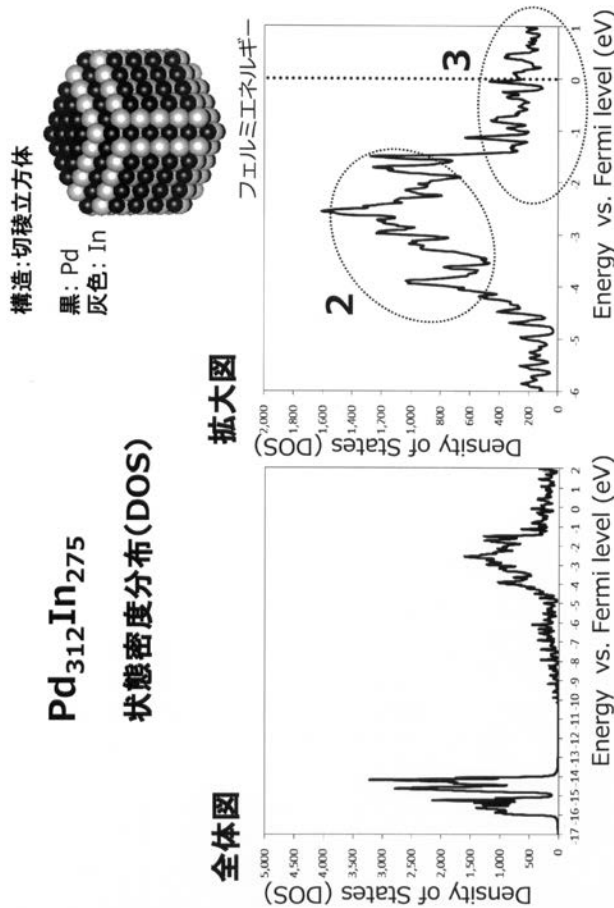 Pd312In275
状態密度分布(DOS)
構造:切稜立方体
黒: Pd
灰色: In
全体図
Density of States (DOS)
5,000
4,500
4,000
3,500
3,000
2,500
2,000
1,500
1,000
500
0
-17 -16 -15 -14 -13 -12 -11 -10 -9 -8 -7 -6 -5 -4 -3 -2 -1 0 1 2
Energy vs. Fermi level (eV)
拡大図
フェルミエネルギー
Density of States (DOS)
2,000
1,800
1,600
1,400
1,200
1,000
800
600
400
200
0
2
3
-6 -5 -4 -3 -2 -1 0 1
Energy vs. Fermi level (eV)